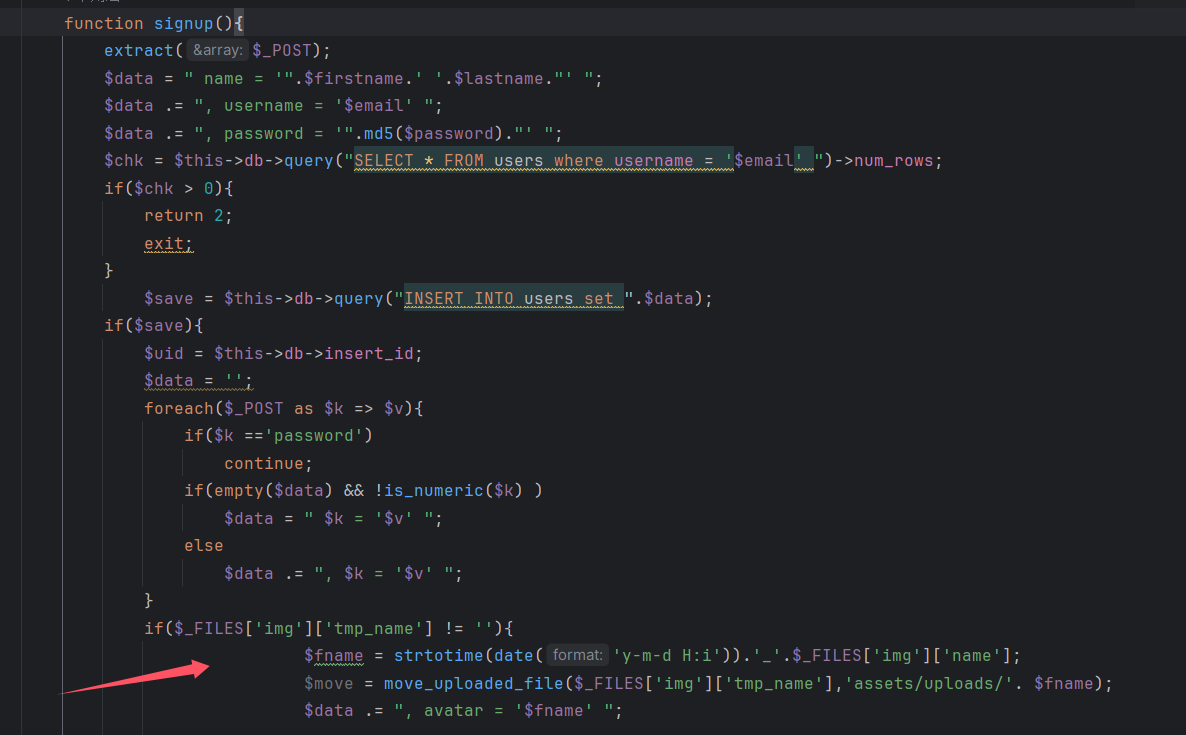 function signup(){
extract( &array: $_POST);
$data = " name = '".$firstname.' '.$lastname."' ";
$data .= ", username = '$email' ";
$data .= ", password = '".md5($password)."' ";
$chk = $this->db->query("SELECT * FROM users where username = '$email' ")->num_rows;
if($chk > 0){
return 2;
exit;
}
$save = $this->db->query("INSERT INTO users set ".$data);
if($save){
$uid = $this->db->insert_id;
$data = '';
foreach($_POST as $k => $v){
if($k =='password')
continue;
if(empty($data) && !is_numeric($k) )
$data = " $k = '$v' ";
else
$data .= ", $k = '$v' ";
}
if($_FILES['img']['tmp_name'] != ''){
$fname = strtotime(date( format: 'y-m-d H:i')).'_'.$_FILES['img']['name'];
$move = move_uploaded_file($_FILES['img']['tmp_name'],'assets/uploads/'. $fname);
$data .= ", avatar = '$fname' ";